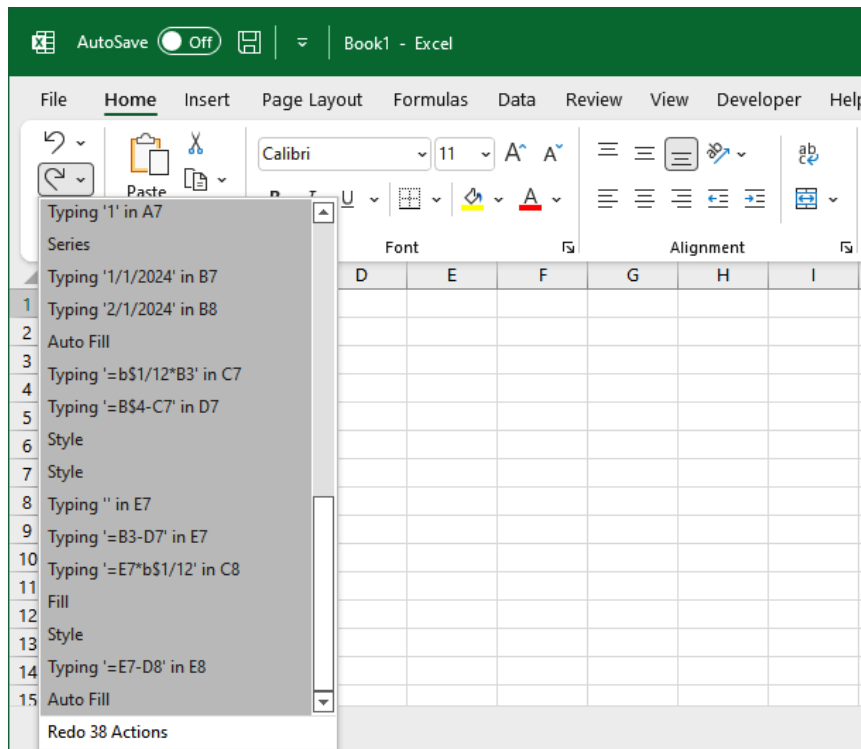 AutoSave Off Book1 - Excel
File Home Insert Page Layout Formulas Data Review View Developer Help
Paste Calibri 11 A A ab c
U A
Font Alignment
Typing '1' in A7
Series
Typing '1/1/2024' in B7
Typing '2/1/2024' in B8
Auto Fill
Typing '=b$1/12*B3' in C7
Typing '=B$4-C7' in D7
Style
Style
Typing '' in E7
Typing '=B3-D7' in E7
Typing '=E7*b$1/12' in C8
Fill
Style
Typing '=E7-D8' in E8
Auto Fill
Redo 38 Actions
D E F G H I
1
2
3
4
5
6
7
8
9
10
11
12
13
14
15